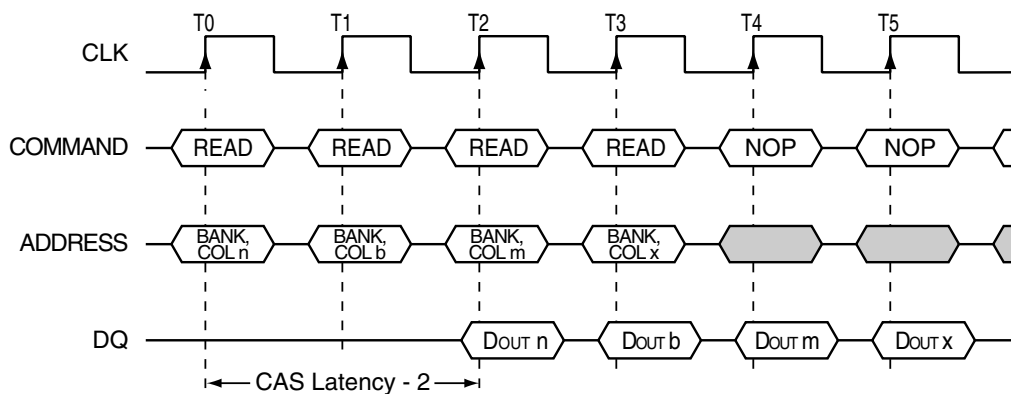 T0 T1 T2 T3 T4 T5
CLK
COMMAND READ READ READ READ NOP NOP
ADDRESS
BANK, BANK, BANK, BANK,
COL n COL b COL m COL x
DQ DOUT n DOUT b DOUT m DOUT x
CAS Latency - 2